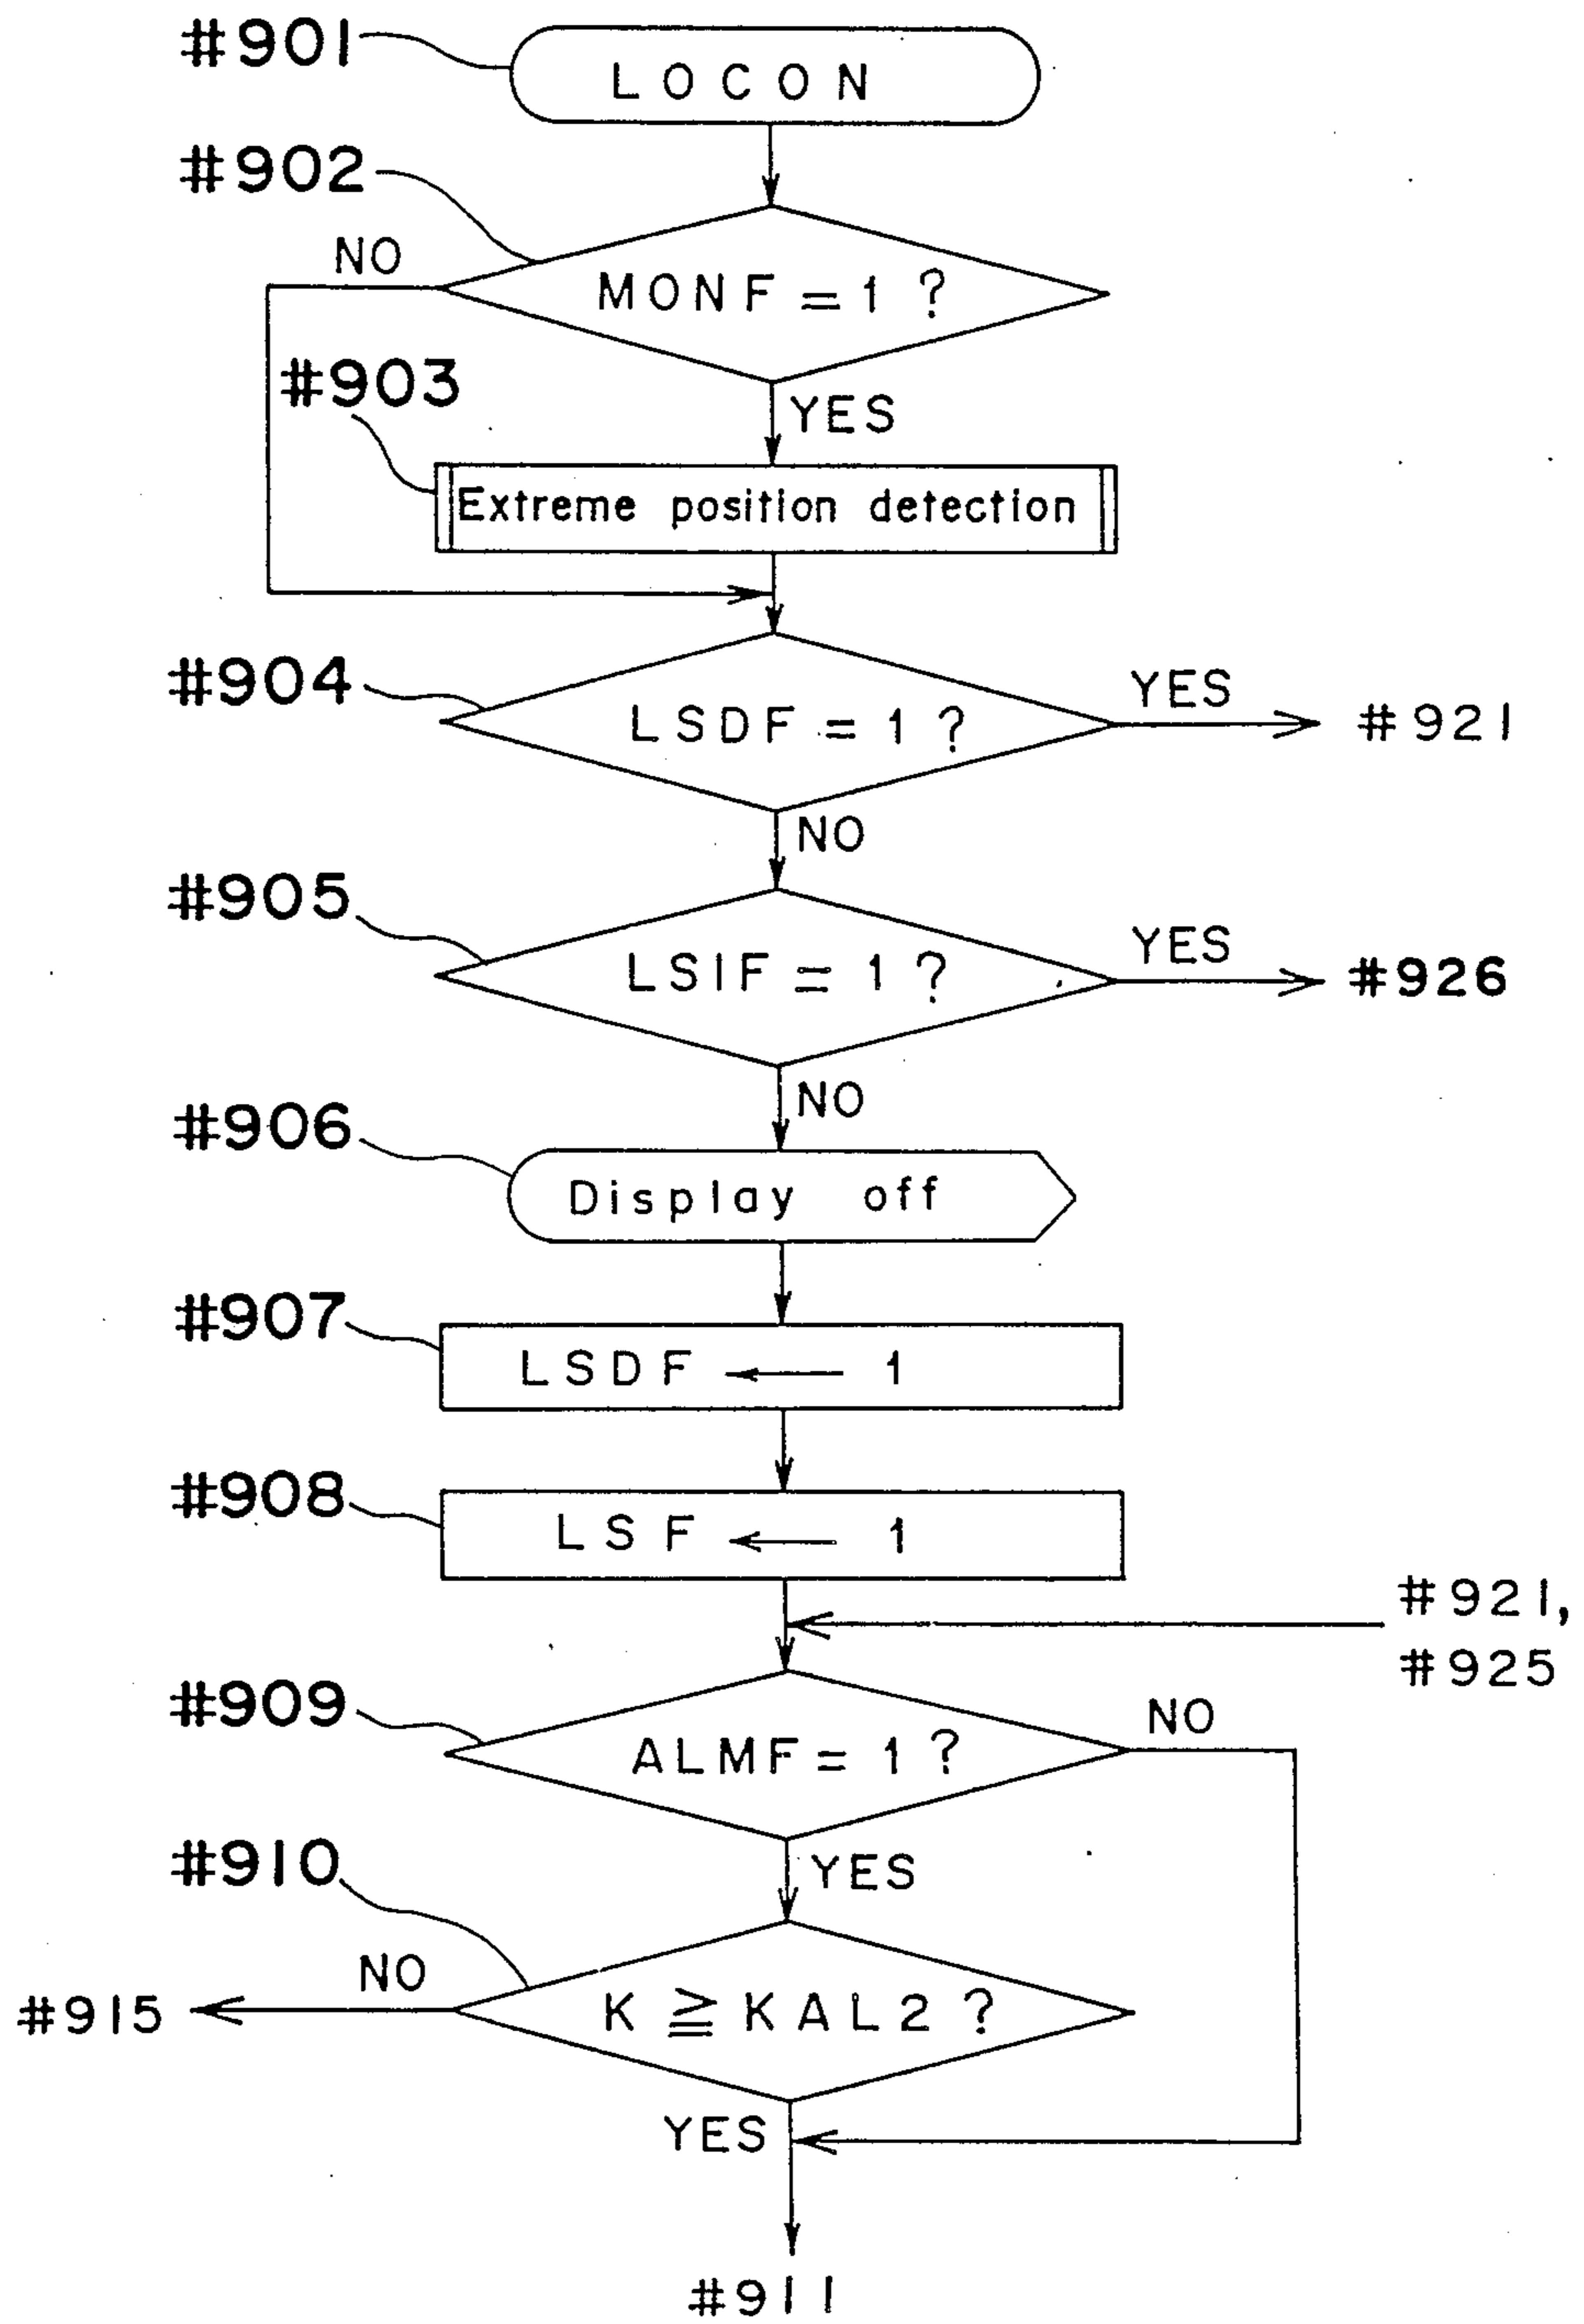 #901
LOCON
#902
NO
MONF = 1 ?
#903
YES
Extreme position detection
#904
YES
LSDF = 1 ?
#921
NO
#905
YES
LSIF = 1 ?
#926
NO
#906
Display off
#907
LSDF ← 1
#908
LSF ← 1
#921,
#925
#909
NO
ALMF = 1 ?
#910
YES
NO
K ≧ KAL2 ?
#915
YES
#911